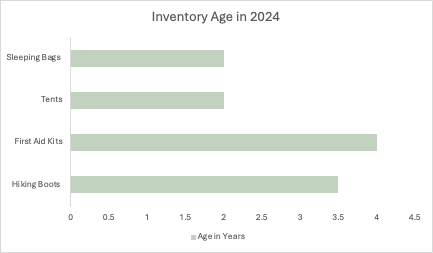 Inventory Age in 2024
Sleeping Bags
Tents
First Aid Kits
Hiking Boots
0 0.5 1 1.5 2 2.5 3 3.5 4 4.5
Age in Years